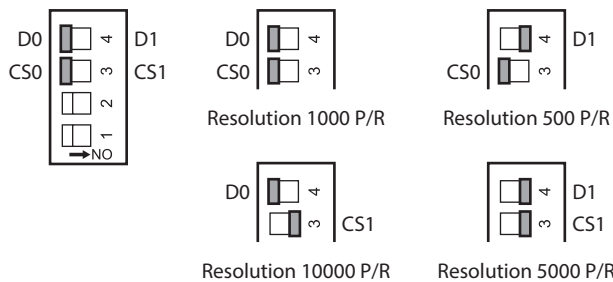 D0 4 D1
CS0 3 CS1
2
1
→NO
D0 4
CS0 3
Resolution 1000 P/R
4 D1
CS0 3
Resolution 500 P/R
D0 4
3 CS1
Resolution 10000 P/R
4 D1
3 CS1
Resolution 5000 P/R